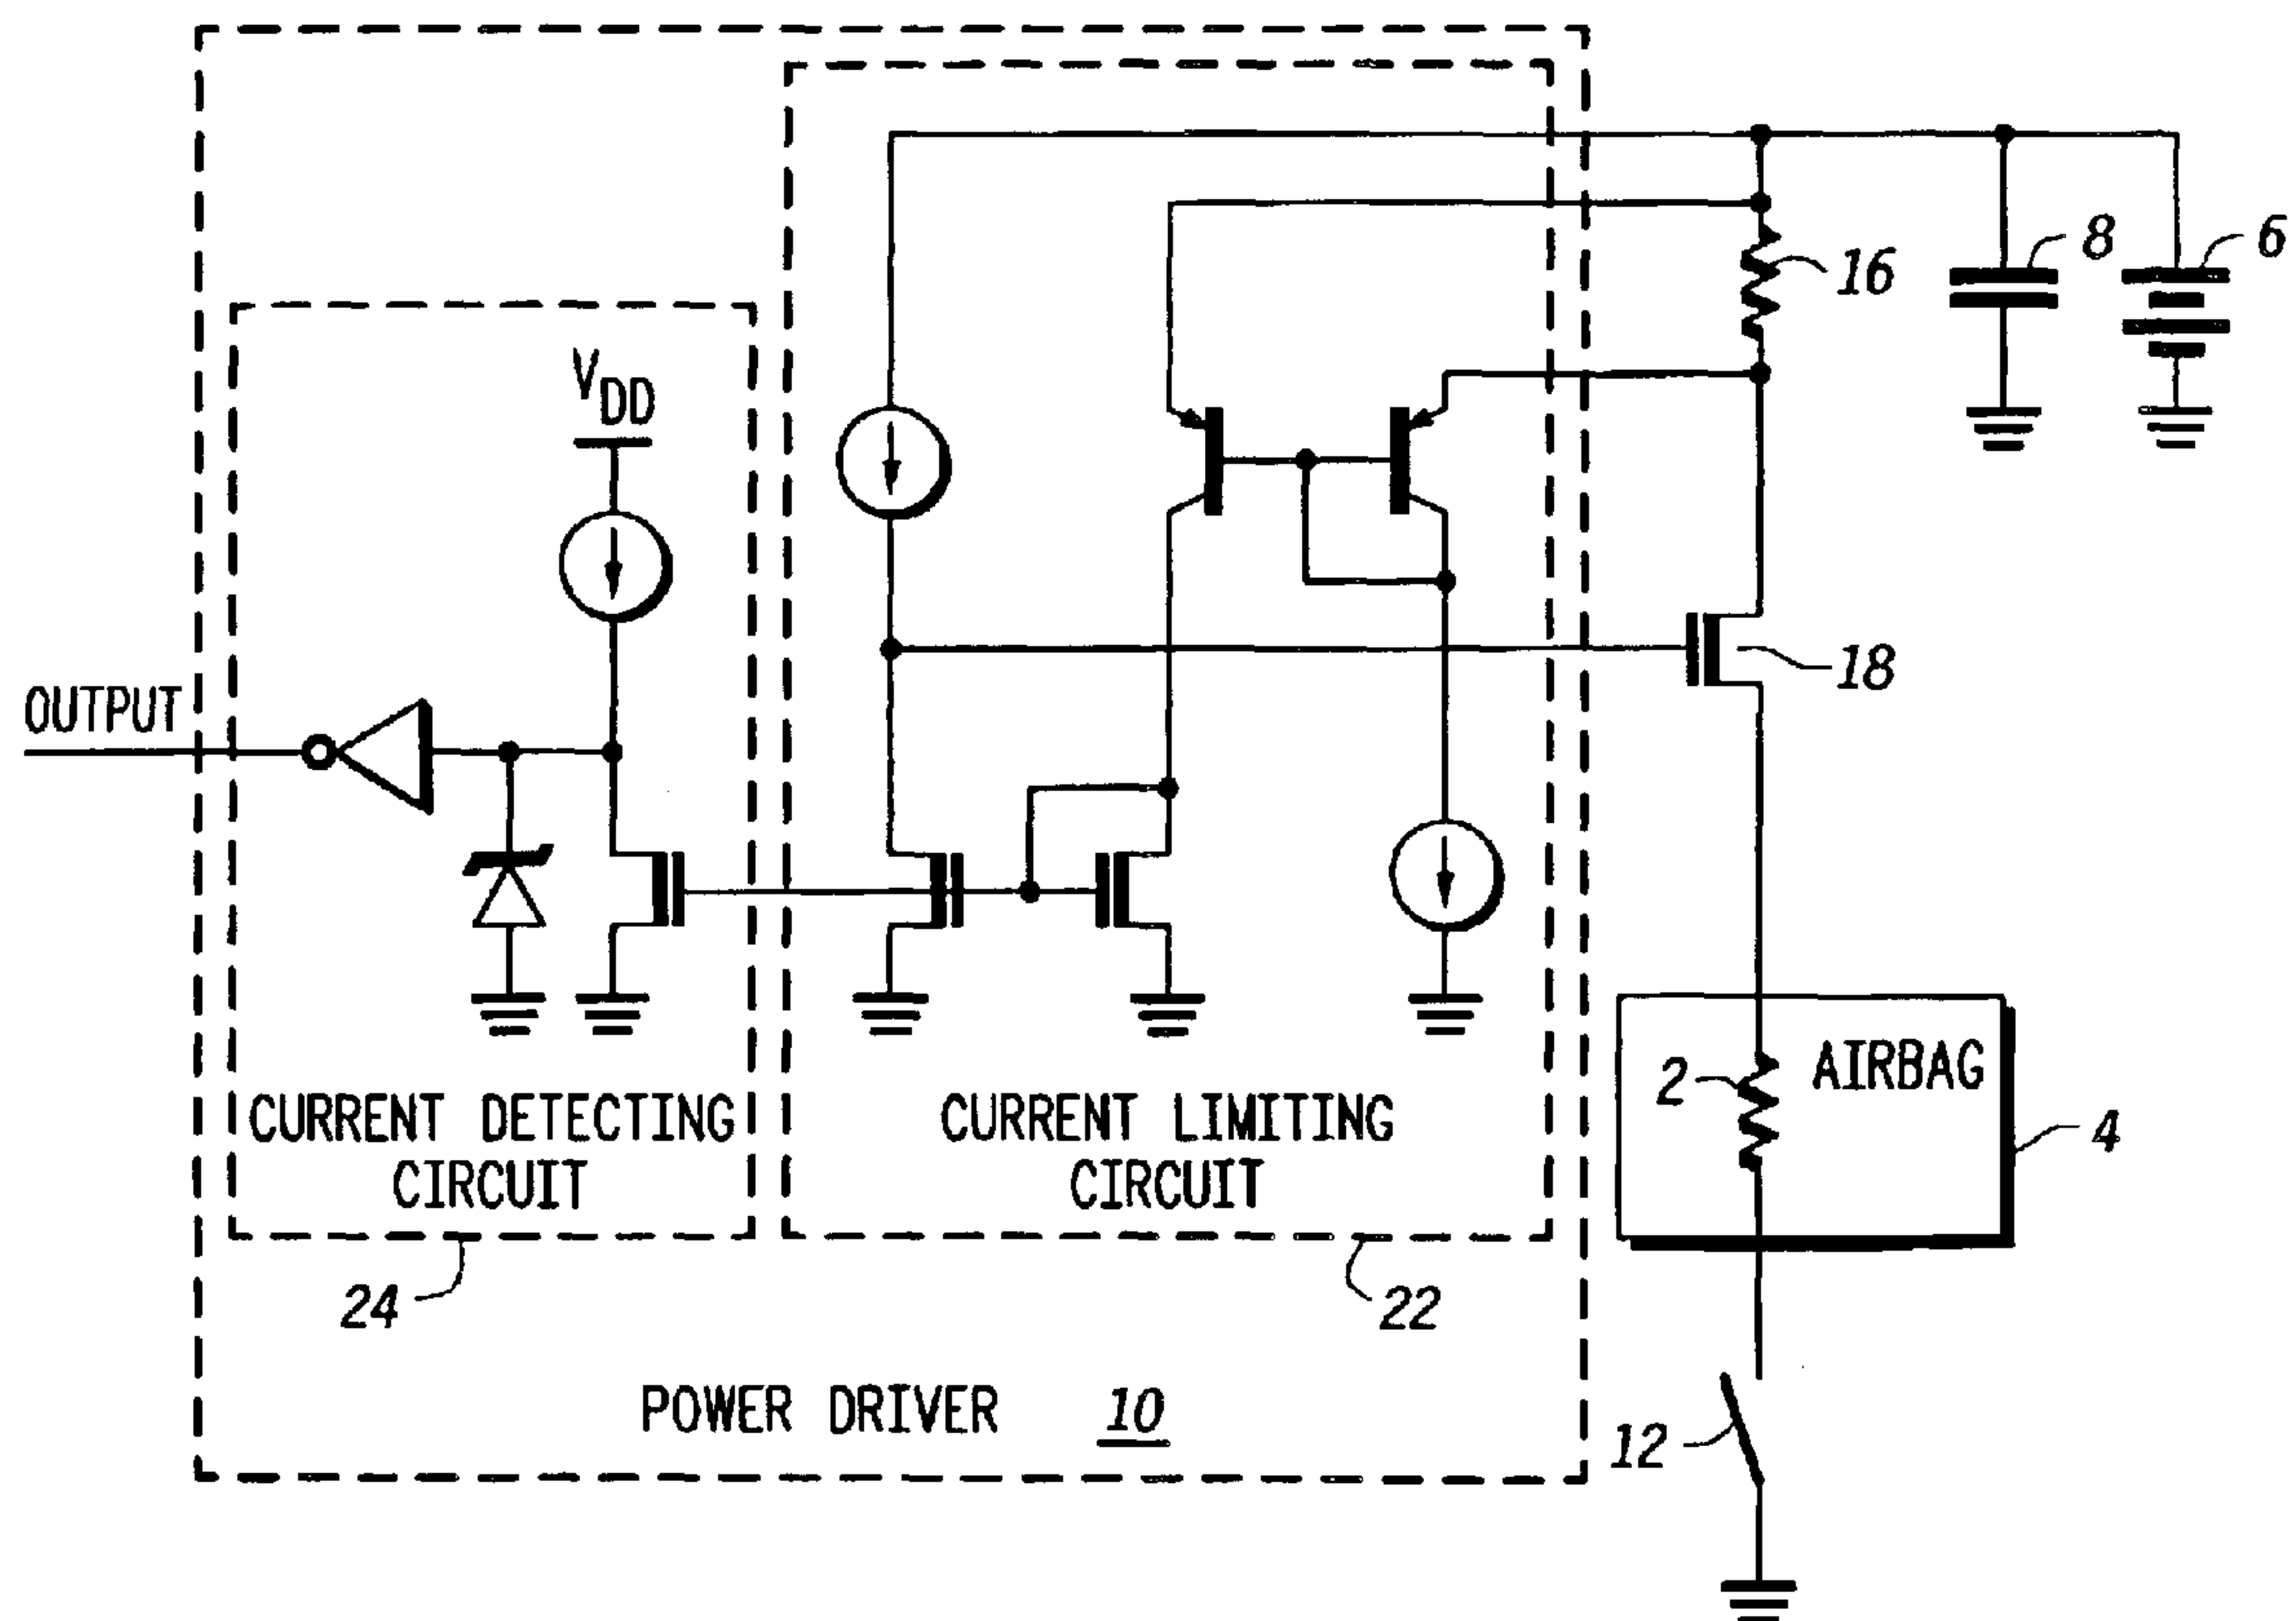 8
6
16
VDD
18
OUTPUT
AIRBAG
2
4
CURRENT DETECTING
CIRCUIT
CURRENT LIMITING
CIRCUIT
24
22
POWER DRIVER 10
12